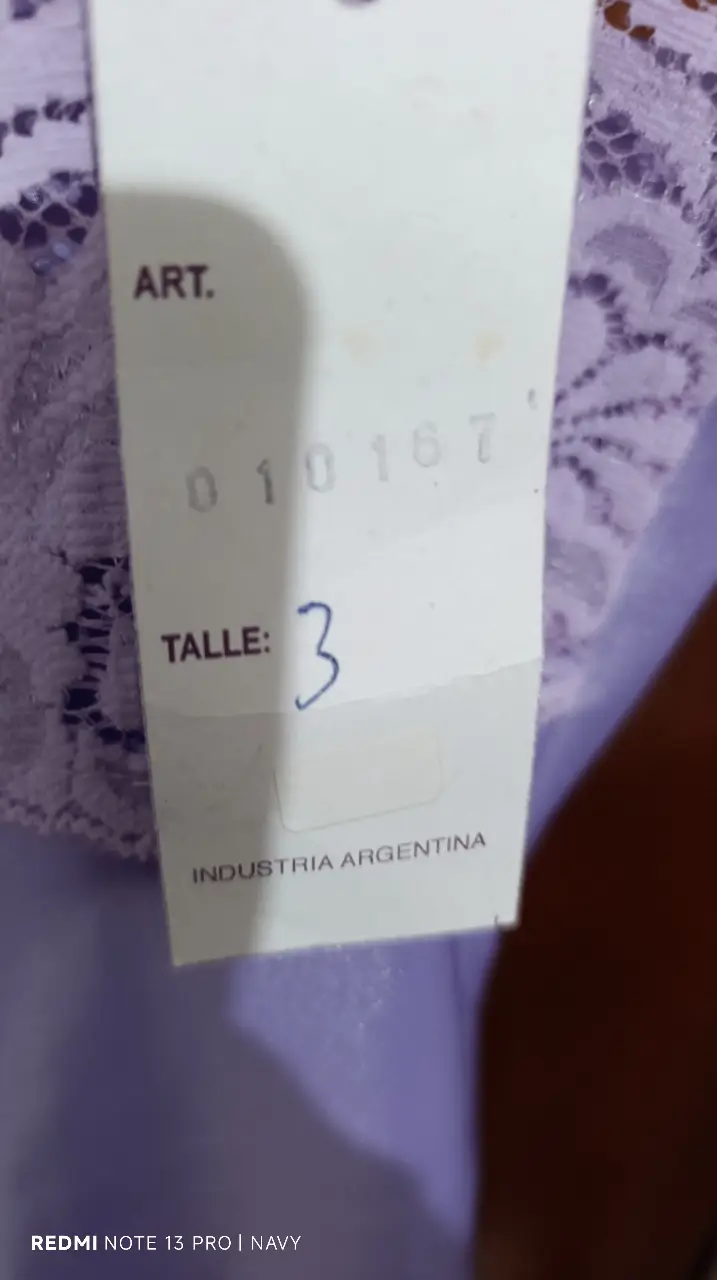 ART.
010167
TALLE: 3
INDUSTRIA ARGENTINA
REDMI NOTE 13 PRO | NAVY